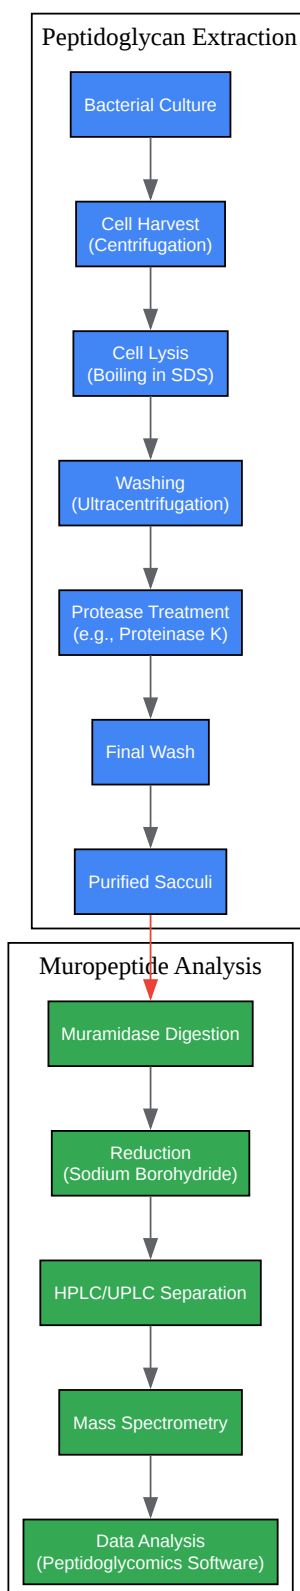 Peptidoglycan Extraction
Bacterial Culture
Cell Harvest
(Centrifugation)
Cell Lysis
(Boiling in SDS)
Washing
(Ultracentrifugation)
Protease Treatment
(e.g., Proteinase K)
Final Wash
Purified Sacculi
Muropeptide Analysis
Muramidase Digestion
Reduction
(Sodium Borohydride)
HPLC/UPLC Separation
Mass Spectrometry
Data Analysis
(Peptidoglycomics Software)